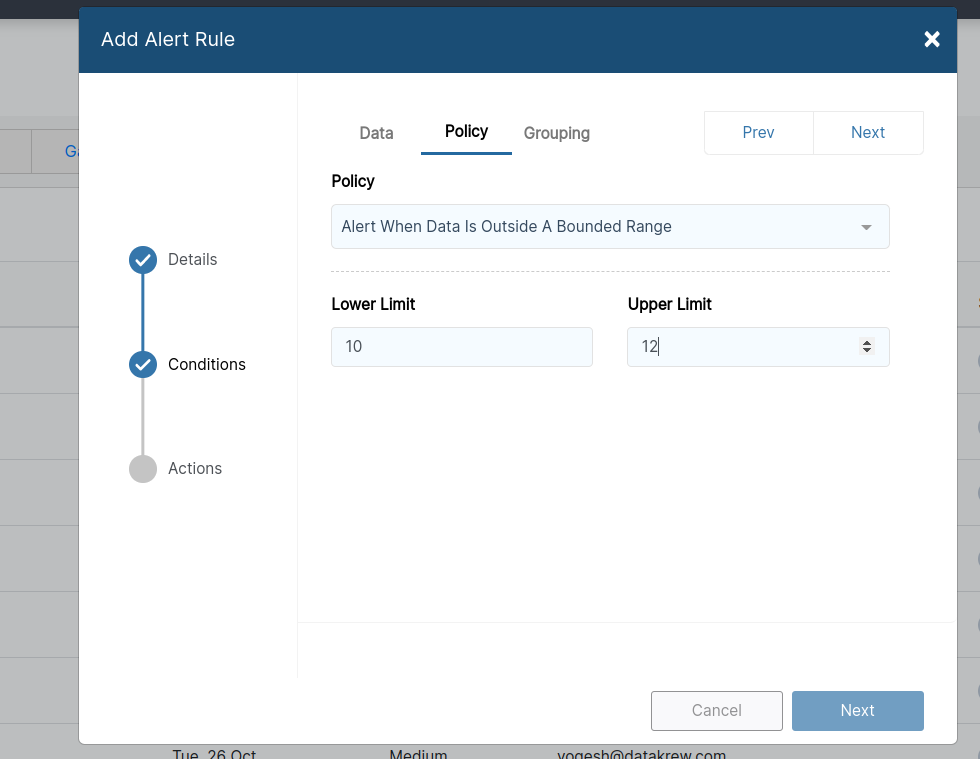 Add Alert Rule
Data Policy Grouping Prev Next
Policy
Alert When Data Is Outside A Bounded Range
Details
Lower Limit Upper Limit
10 12
Conditions
Actions
Cancel Next
Tue, 26 Oct Medium yogesh@datakrew.com